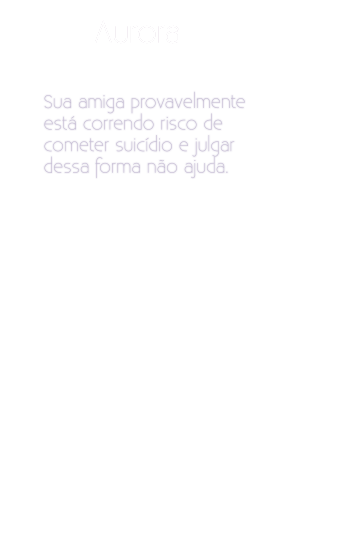 Aurora
Sua amiga provavelmente
está correndo risco de
cometer suicídio e julgar
dessa forma não ajuda.